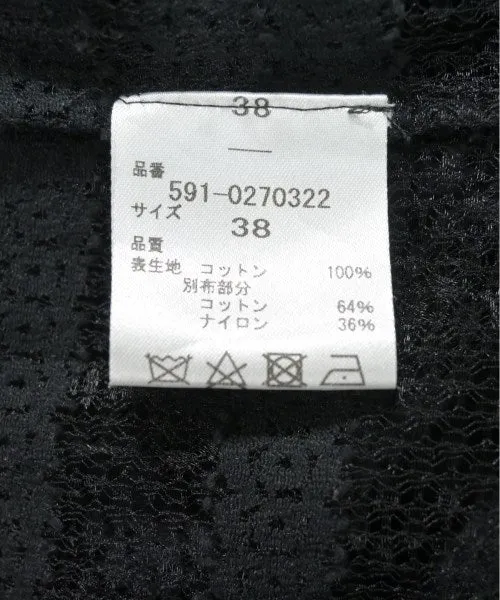 38
品番
591-0270322
サイズ
38
品質
表生地 コットン 100%
別布部分
コットン 64%
ナイロン 36%